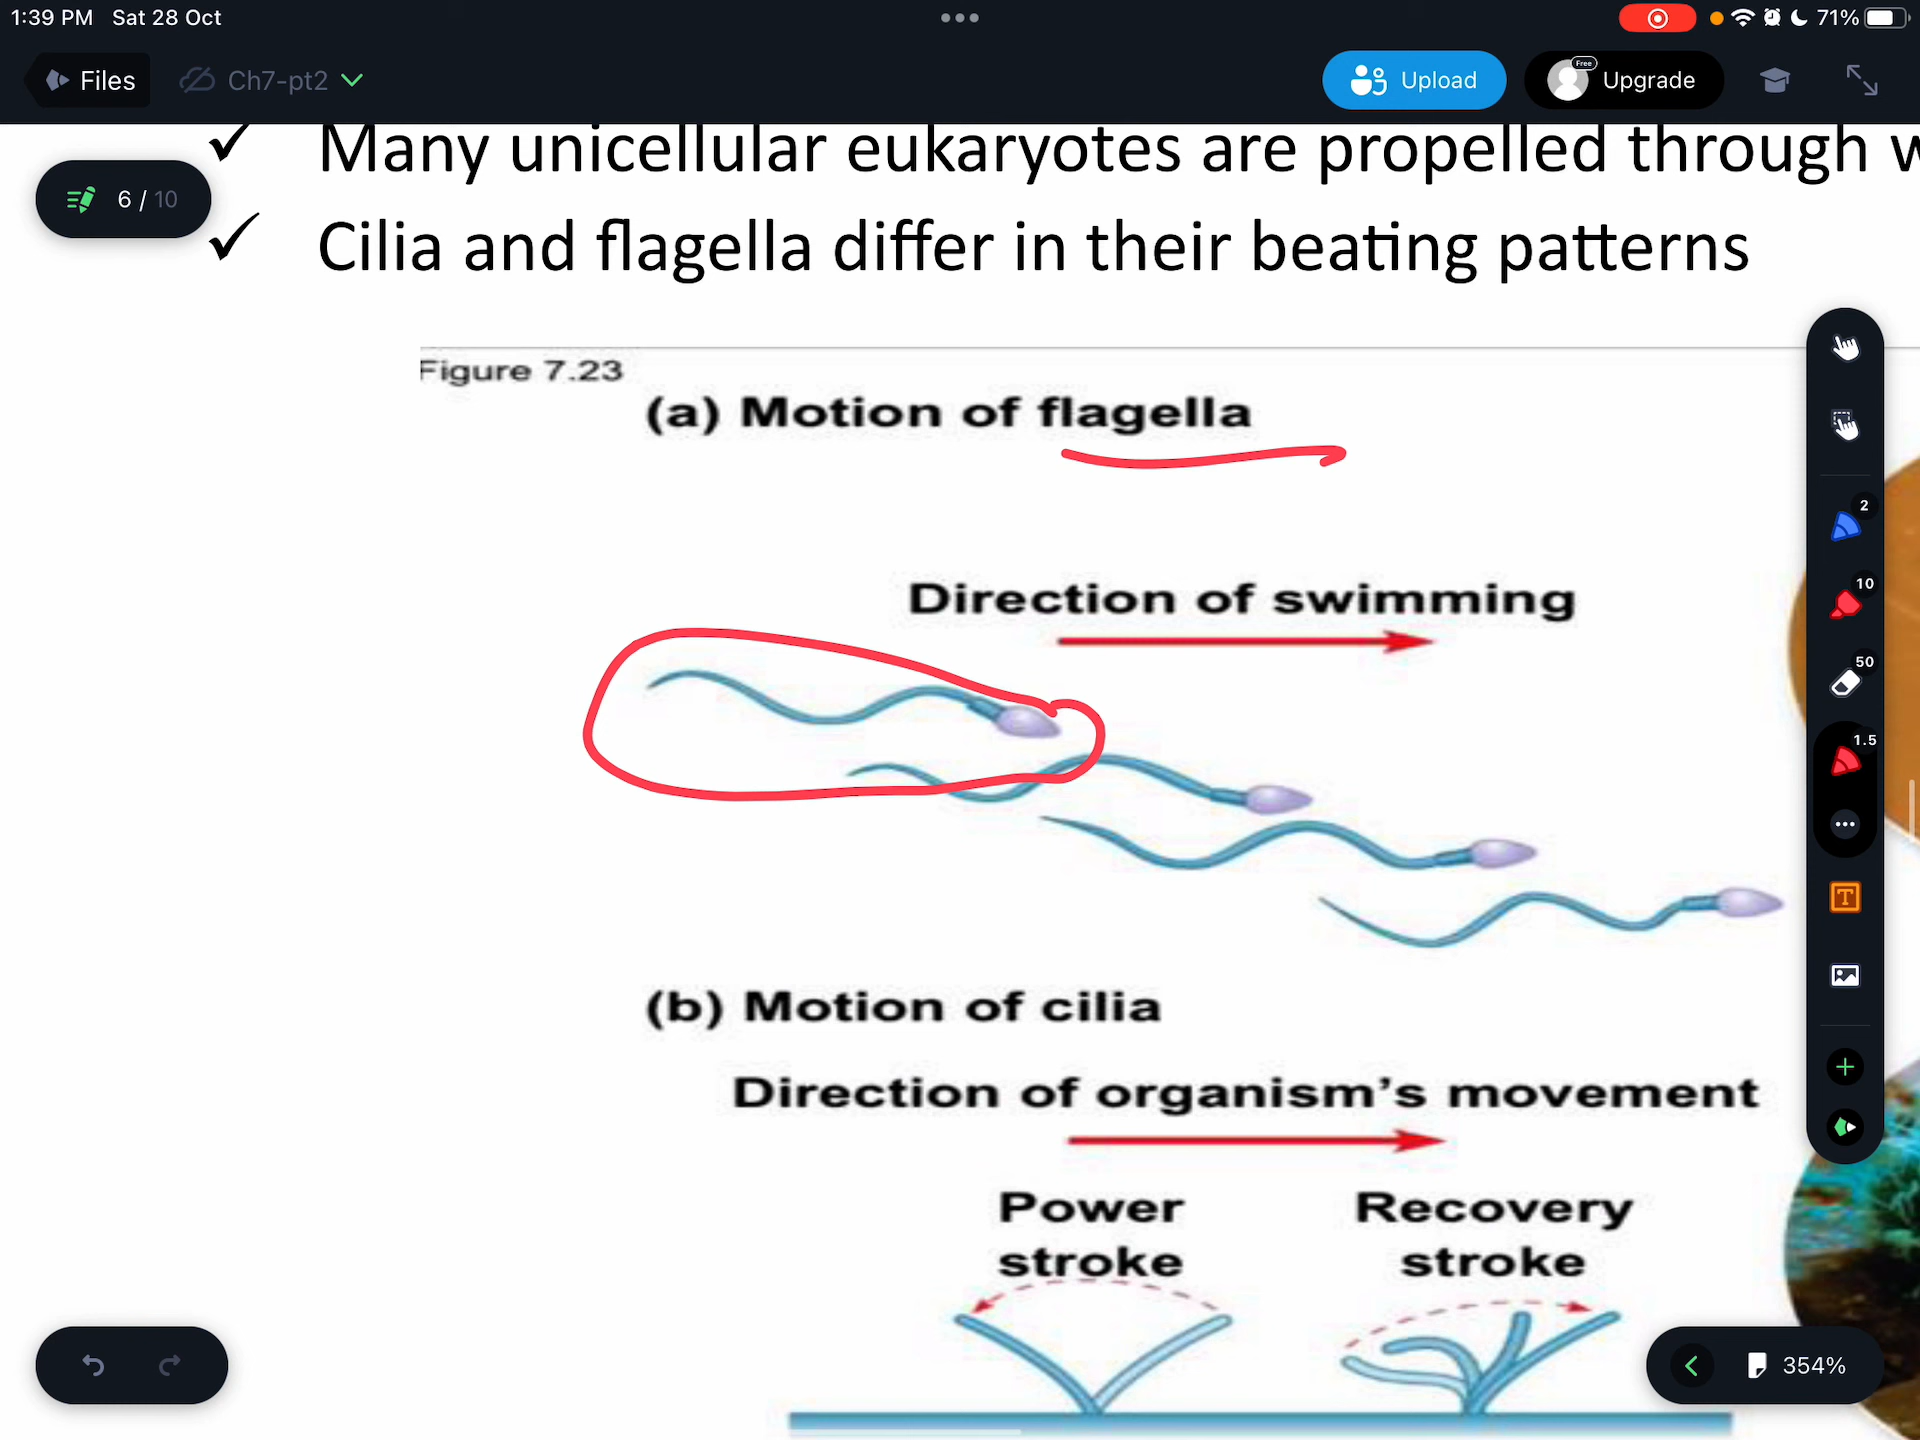 1:39 PM Sat 28 Oct
71%
Files
Ch7-pt2
Upload
Free
Upgrade
Many unicellular eukaryotes are propelled through
6 / 10
Cilia and flagella differ in their beating patterns
Figure 7.23
(a) Motion of flagella
2
Direction of swimming
10
50
1.5
T
(b) Motion of cilia
Direction of organism's movement
Power stroke
Recovery stroke
354%